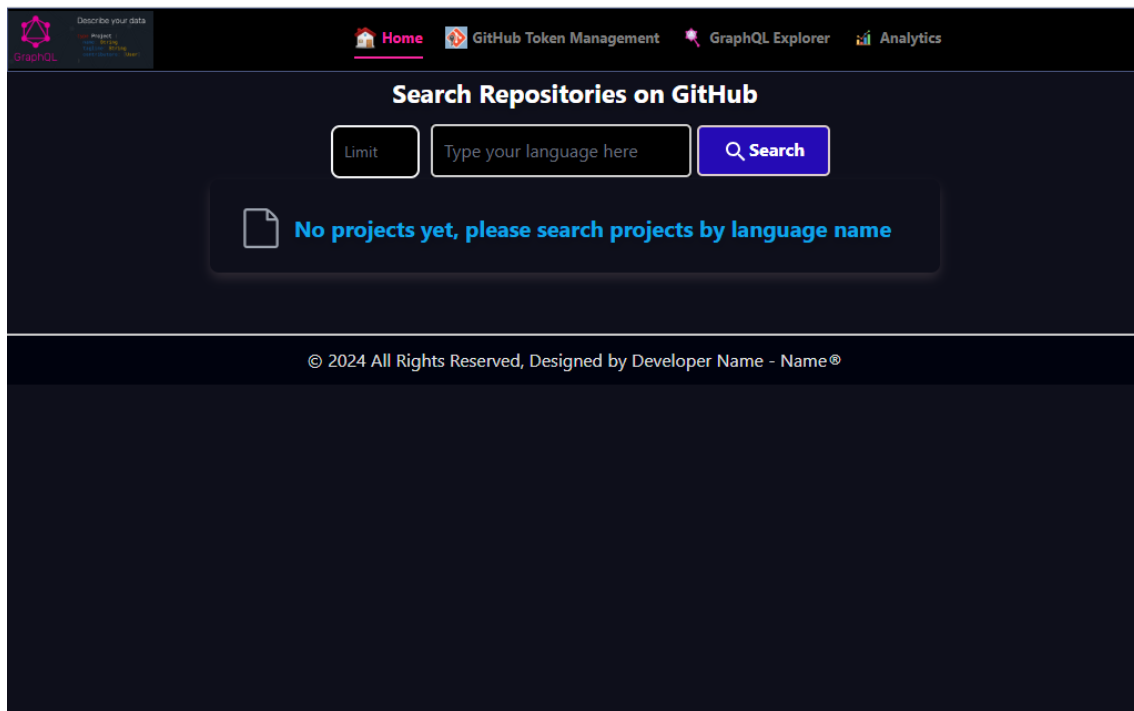 Describe your data
GraphQL
Project {
Home
GitHub Token Management
GraphQL Explorer
Analytics
Search Repositories on GitHub
Limit
Type your language here
Search
No projects yet, please search projects by language name
© 2024 All Rights Reserved, Designed by Developer Name - Name®